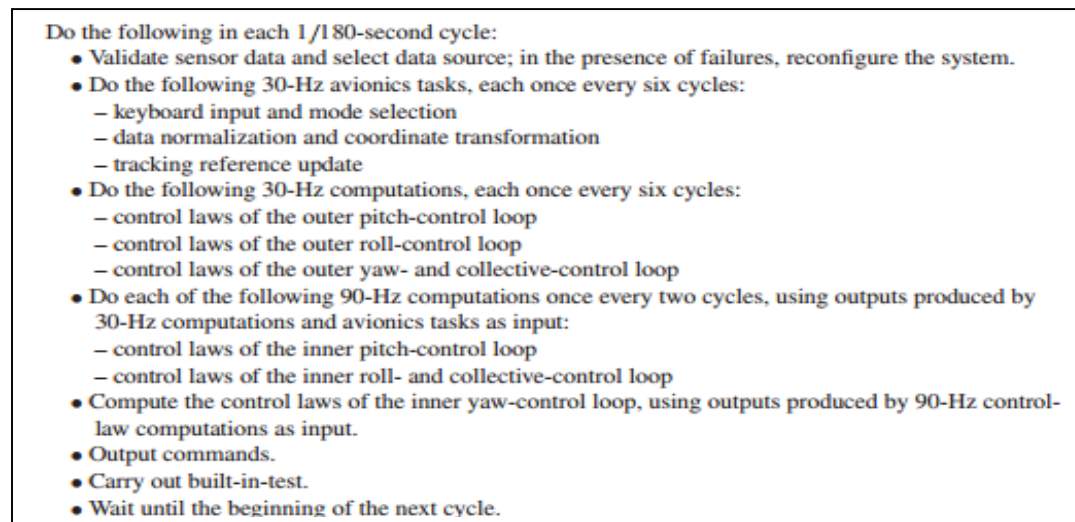 Do the following in each 1/180-second cycle:
• Validate sensor data and select data source; in the presence of failures, reconfigure the system.
• Do the following 30-Hz avionics tasks, each once every six cycles:
– keyboard input and mode selection
– data normalization and coordinate transformation
– tracking reference update
• Do the following 30-Hz computations, each once every six cycles:
– control laws of the outer pitch-control loop
– control laws of the outer roll-control loop
– control laws of the outer yaw- and collective-control loop
• Do each of the following 90-Hz computations once every two cycles, using outputs produced by
30-Hz computations and avionics tasks as input:
– control laws of the inner pitch-control loop
– control laws of the inner roll- and collective-control loop
• Compute the control laws of the inner yaw-control loop, using outputs produced by 90-Hz control-
law computations as input.
• Output commands.
• Carry out built-in-test.
• Wait until the beginning of the next cycle.